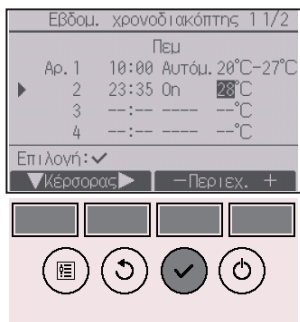 Εβδομ. χρονοδιακόπτης 1 1/2
Πεμ
Αρ. 1 10:00 Αυτόμ. 20°C-27°C
▶ 2 23:35 On 28°C
3 --:-- ---- --°C
4 --:-- ---- --°C
Επιλογή:✓
▼Κέρσορας▶ −Περιεχ. +